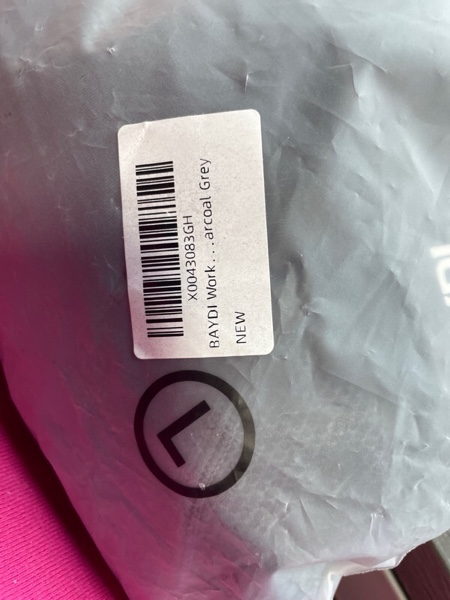 X0043083GH
BAYDI Work...arcoal Grey
NEW
L